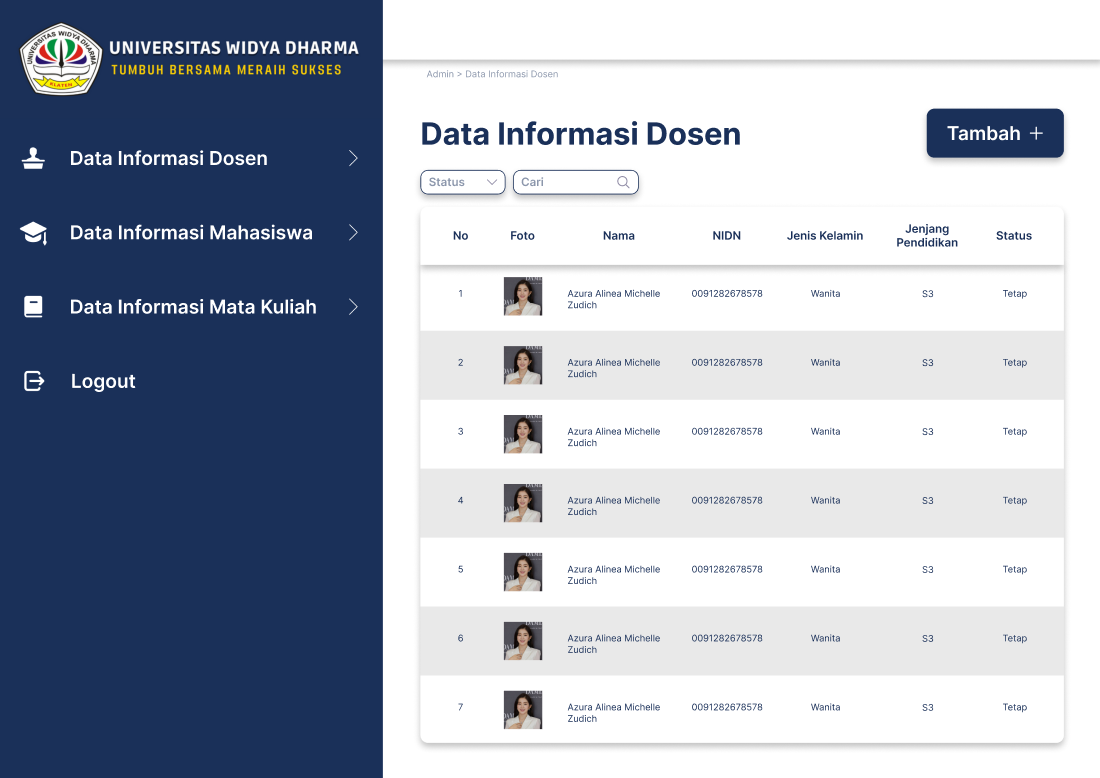 UNIVERSITAS WIDYA DHARMA
KLATEN
UNIVERSITAS WIDYA DHARMA
TUMBUH BERSAMA MERAIH SUKSES
Data Informasi Dosen
Data Informasi Mahasiswa
Data Informasi Mata Kuliah
Logout
Admin > Data Informasi Dosen
Data Informasi Dosen
Tambah +
Status
Cari
No Foto Nama NIDN Jenis Kelamin Jenjang Pendidikan Status
1 Azura Alinea Michelle 0091282678578 Wanita S3 Tetap
Zudich
2 Azura Alinea Michelle 0091282678578 Wanita S3 Tetap
Zudich
3 Azura Alinea Michelle 0091282678578 Wanita S3 Tetap
Zudich
4 Azura Alinea Michelle 0091282678578 Wanita S3 Tetap
Zudich
5 Azura Alinea Michelle 0091282678578 Wanita S3 Tetap
Zudich
6 Azura Alinea Michelle 0091282678578 Wanita S3 Tetap
Zudich
7 Azura Alinea Michelle 0091282678578 Wanita S3 Tetap
Zudich